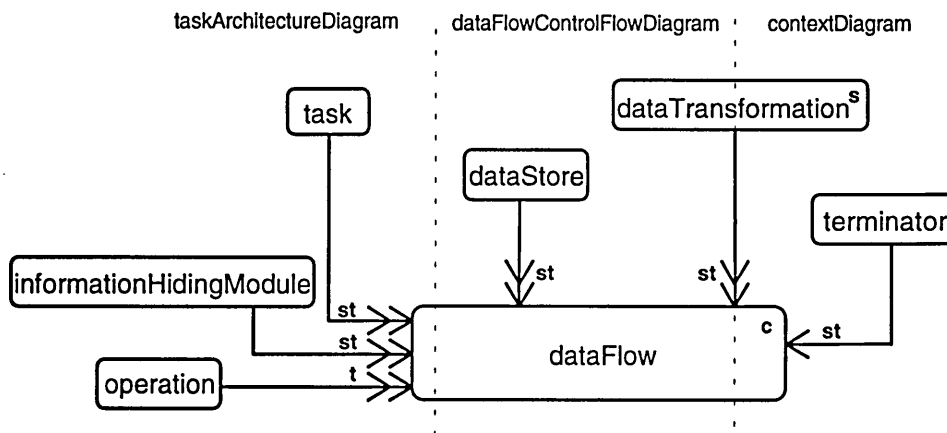 taskArchitectureDiagram dataFlowControlFlowDiagram contextDiagram
task
dataTransformation s
dataStore
terminator
informationHidingModule
st st
st
c
st
st
dataFlow
operation
t